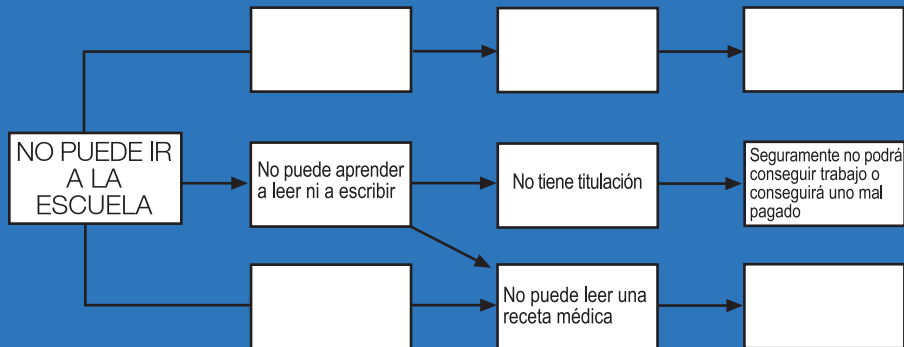 NO PUEDE IR
A LA
ESCUELA
No puede aprender
a leer ni a escribir
No tiene titulación
Seguramente no podrá
conseguir trabajo o
conseguirá uno mal
pagado
No puede leer una
receta médica